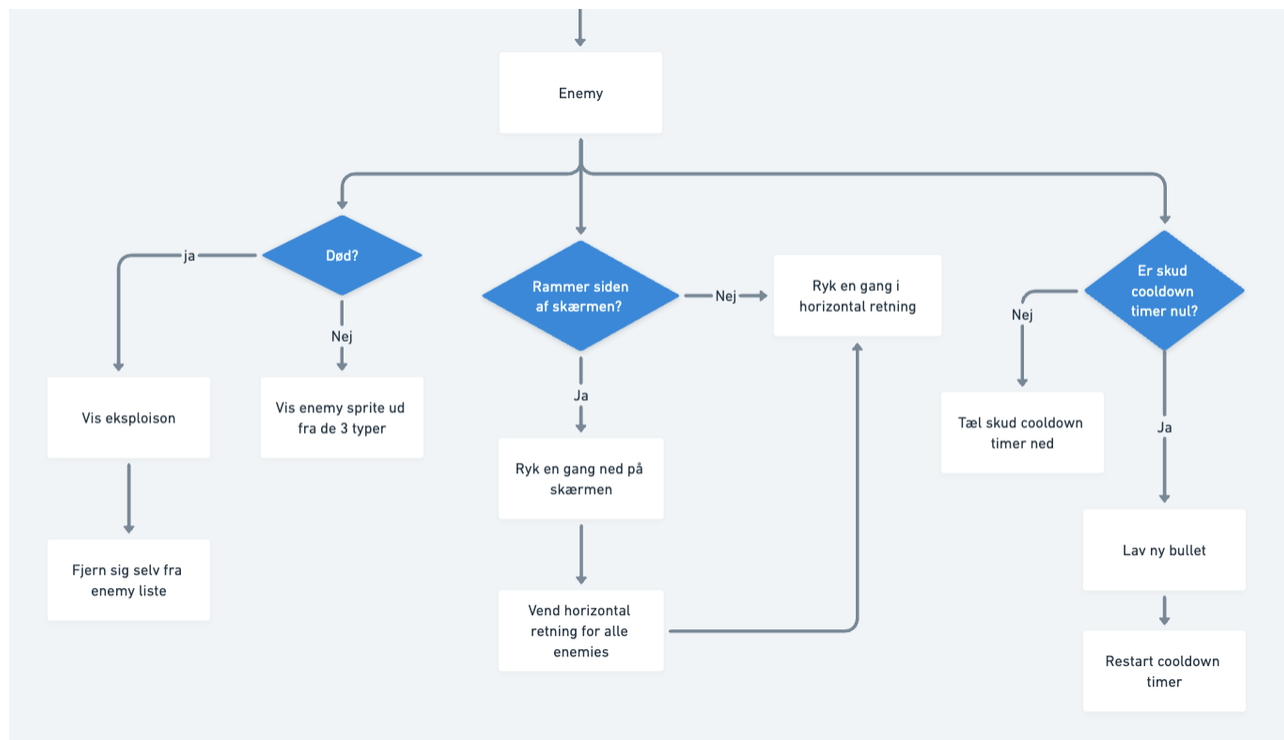 Enemy
ja
Død?
Nej
Vis eksploison
Fjern sig selv fra
enemy liste
Vis enemy sprite ud
fra de 3 typer
Rammer siden
af skærmen?
Nej
Ryk en gang i
horizontal retning
Ja
Ryk en gang ned på
skærmen
Vend horizontal
retning for alle
enemies
Er skud
cooldown
timer nul?
Nej
Tæl skud cooldown
timer ned
Ja
Lav ny bullet
Restart cooldown
timer